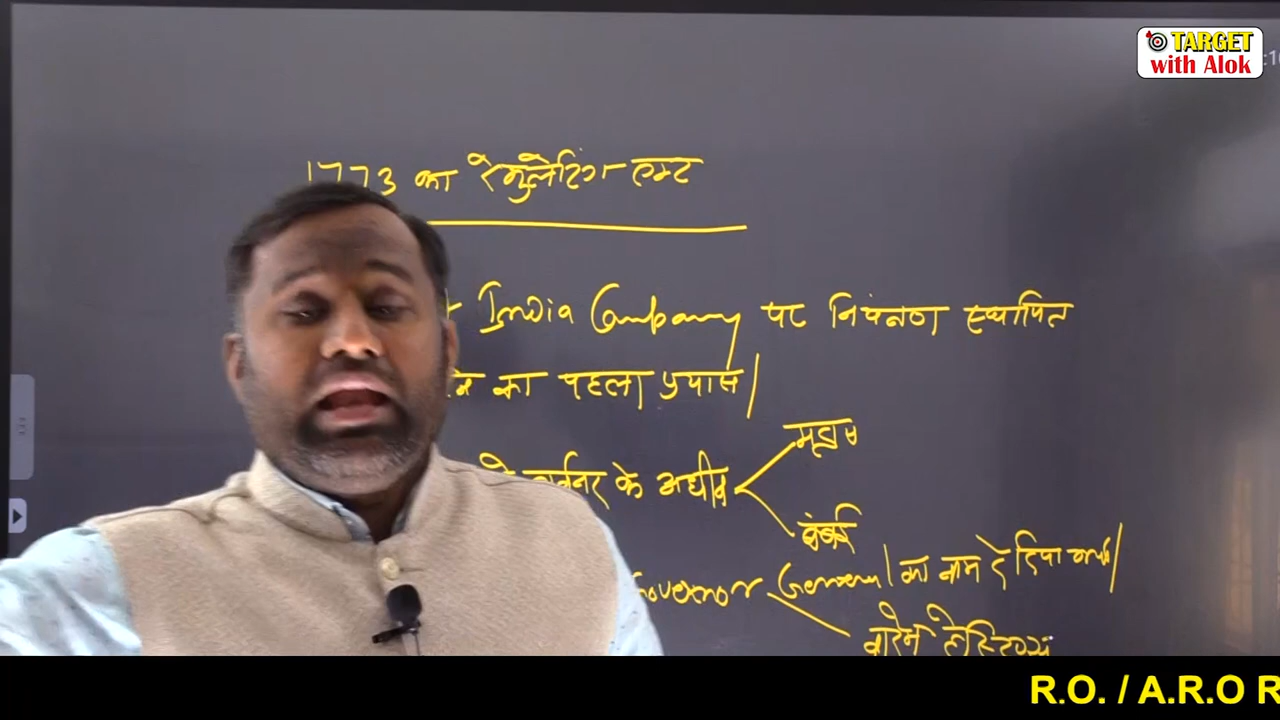 TARGET
with Alok
1773 का रेगुलेटिंग एक्ट
India Company पर नियंत्रण स्थापित
का पहला प्रयास।
गवर्नर के अधीन
मद्रास
बंबई
Governor General का नाम दे दिया गया।
वारेन हेस्टिंग्स
R.O. / A.R.O R